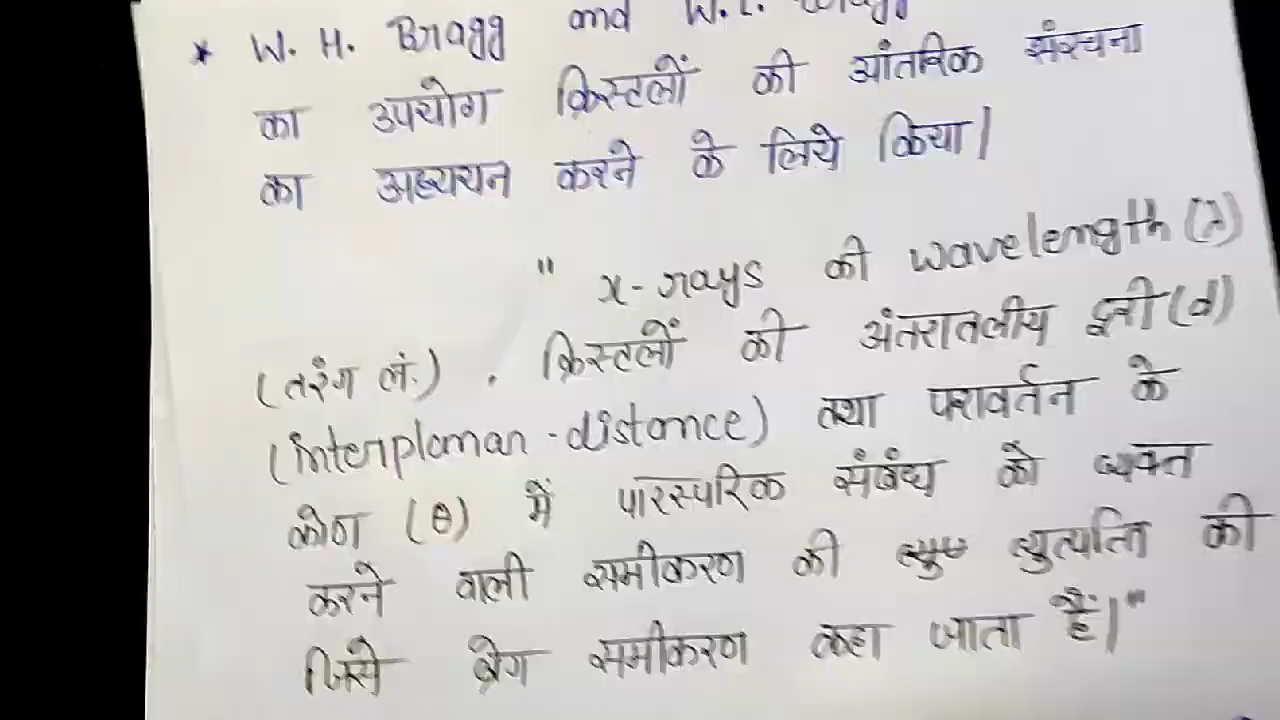 * W. H. Bragg and W. L. Bragg
का उपयोग क्रिस्टलों की आंतरिक संरचना
का अध्ययन करने के लिये किया|
" x-rays की wavelength (λ)
(तरंग लं.) . क्रिस्टलों की अंतरातलीय दूरी (d)
(interplanar-distance) तथा परावर्तन के
कोण (θ) में पारस्परिक संबंध को व्यक्त
करने वाली समीकरण की व्युत्पत्ति की
जिसे ब्रेग समीकरण कहा जाता हैं|"